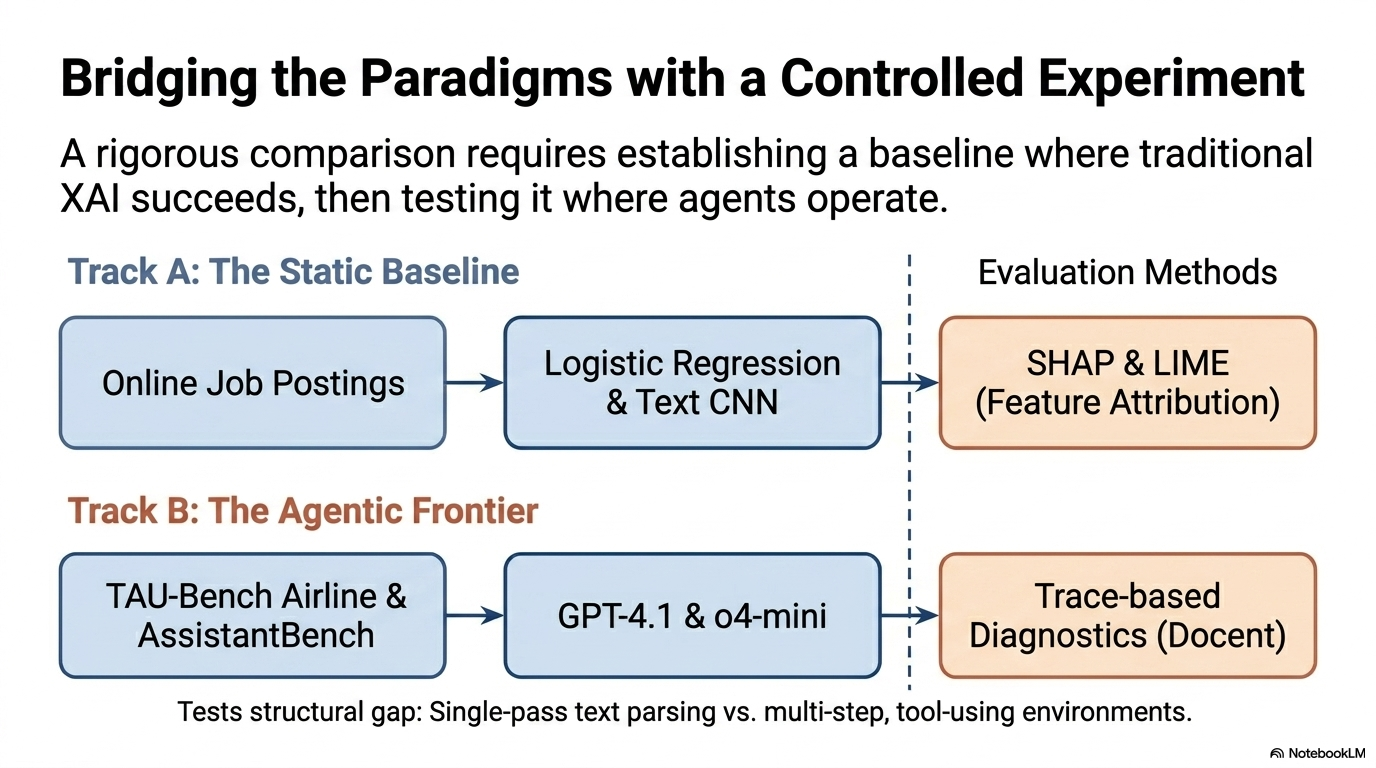 Bridging the Paradigms with a Controlled Experiment
A rigorous comparison requires establishing a baseline where traditional
XAI succeeds, then testing it where agents operate.
Track A: The Static Baseline
Evaluation Methods
Online Job Postings
Logistic Regression
& Text CNN
SHAP & LIME
(Feature Attribution)
Track B: The Agentic Frontier
TAU-Bench Airline &
AssistantBench
GPT-4.1 & o4-mini
Trace-based
Diagnostics (Docent)
Tests structural gap: Single-pass text parsing vs. multi-step, tool-using environments.
NotebookLM